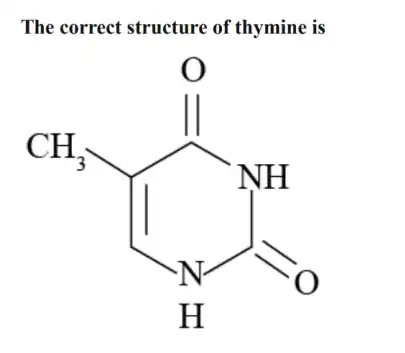 The correct structure of thymine is
O
CH3
NH
N
H
O